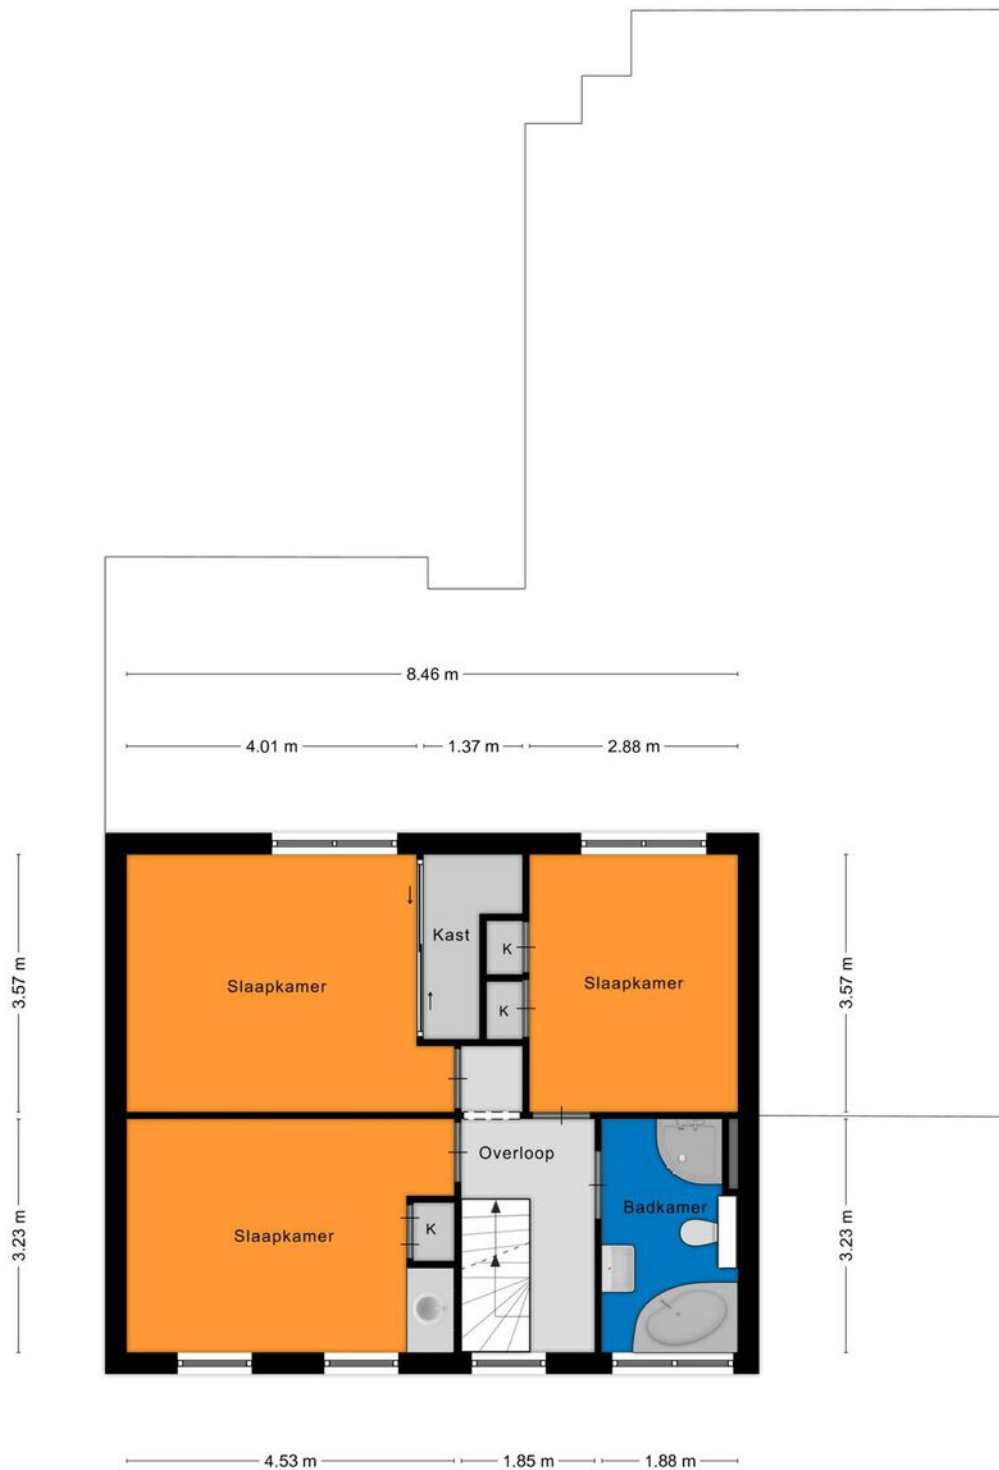 8.46 m
4.01 m
1.37 m
2.88 m
3.57 m
3.57 m
Kast
K
Slaapkamer
Slaapkamer
K
Overloop
3.23 m
3.23 m
Badkamer
K
Slaapkamer
4.53 m
1.85 m
1.88 m